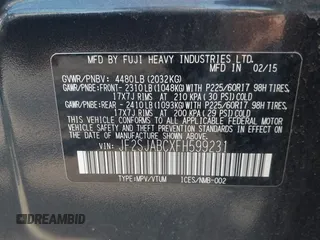 MFD BY FUJI HEAVY INDUSTRIES LTD.
02/15
GVWR/PNBV: 4480LB (2032KG)
GAWR/PNBE:FRONT- 2310LB(1048KG)WITH P225/60R17 98H TIRES,
17X7J RIMS, AT 210 KPA(30 PSI)COLD
GAWR/PNBE:REAR - 2410LB(1093KG)WITH P225/60R17 98H TIRES,
17X7J RIMS, AT 200 KPA(29 PSI)COLD
THIS VEHICLE CONFORMS TO ALL APPLICABLE FEDERAL MOTOR
VEHICLE SAFETY, BUMPER, AND THEFT PREVENTION STANDARDS
IN EFFECT ON THE DATE OF MANUFACTURE SHOWN ABOVE.
VIN: JF2SJABCXFH599231
TYPE:MPV/VTUM ICES/NMB-002
DREAMBID